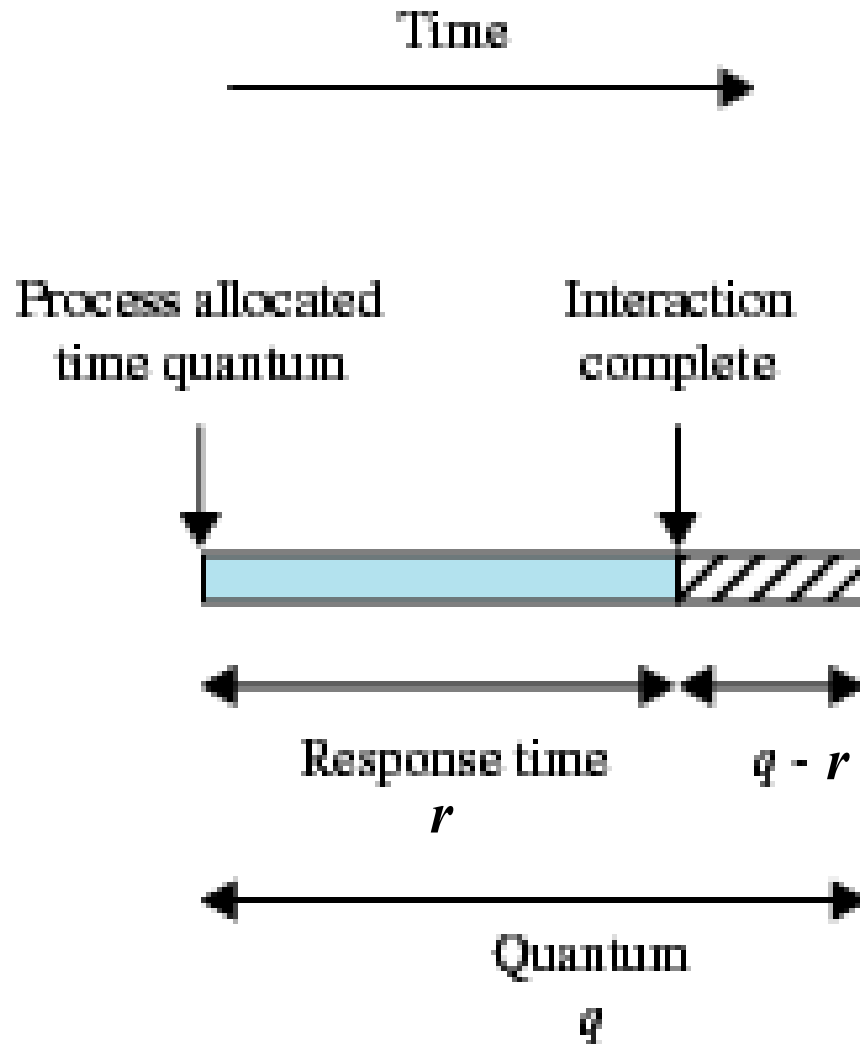 Time
Process allocated
time quantum
Interaction
complete
Response time
r
q - r
Quantum
q